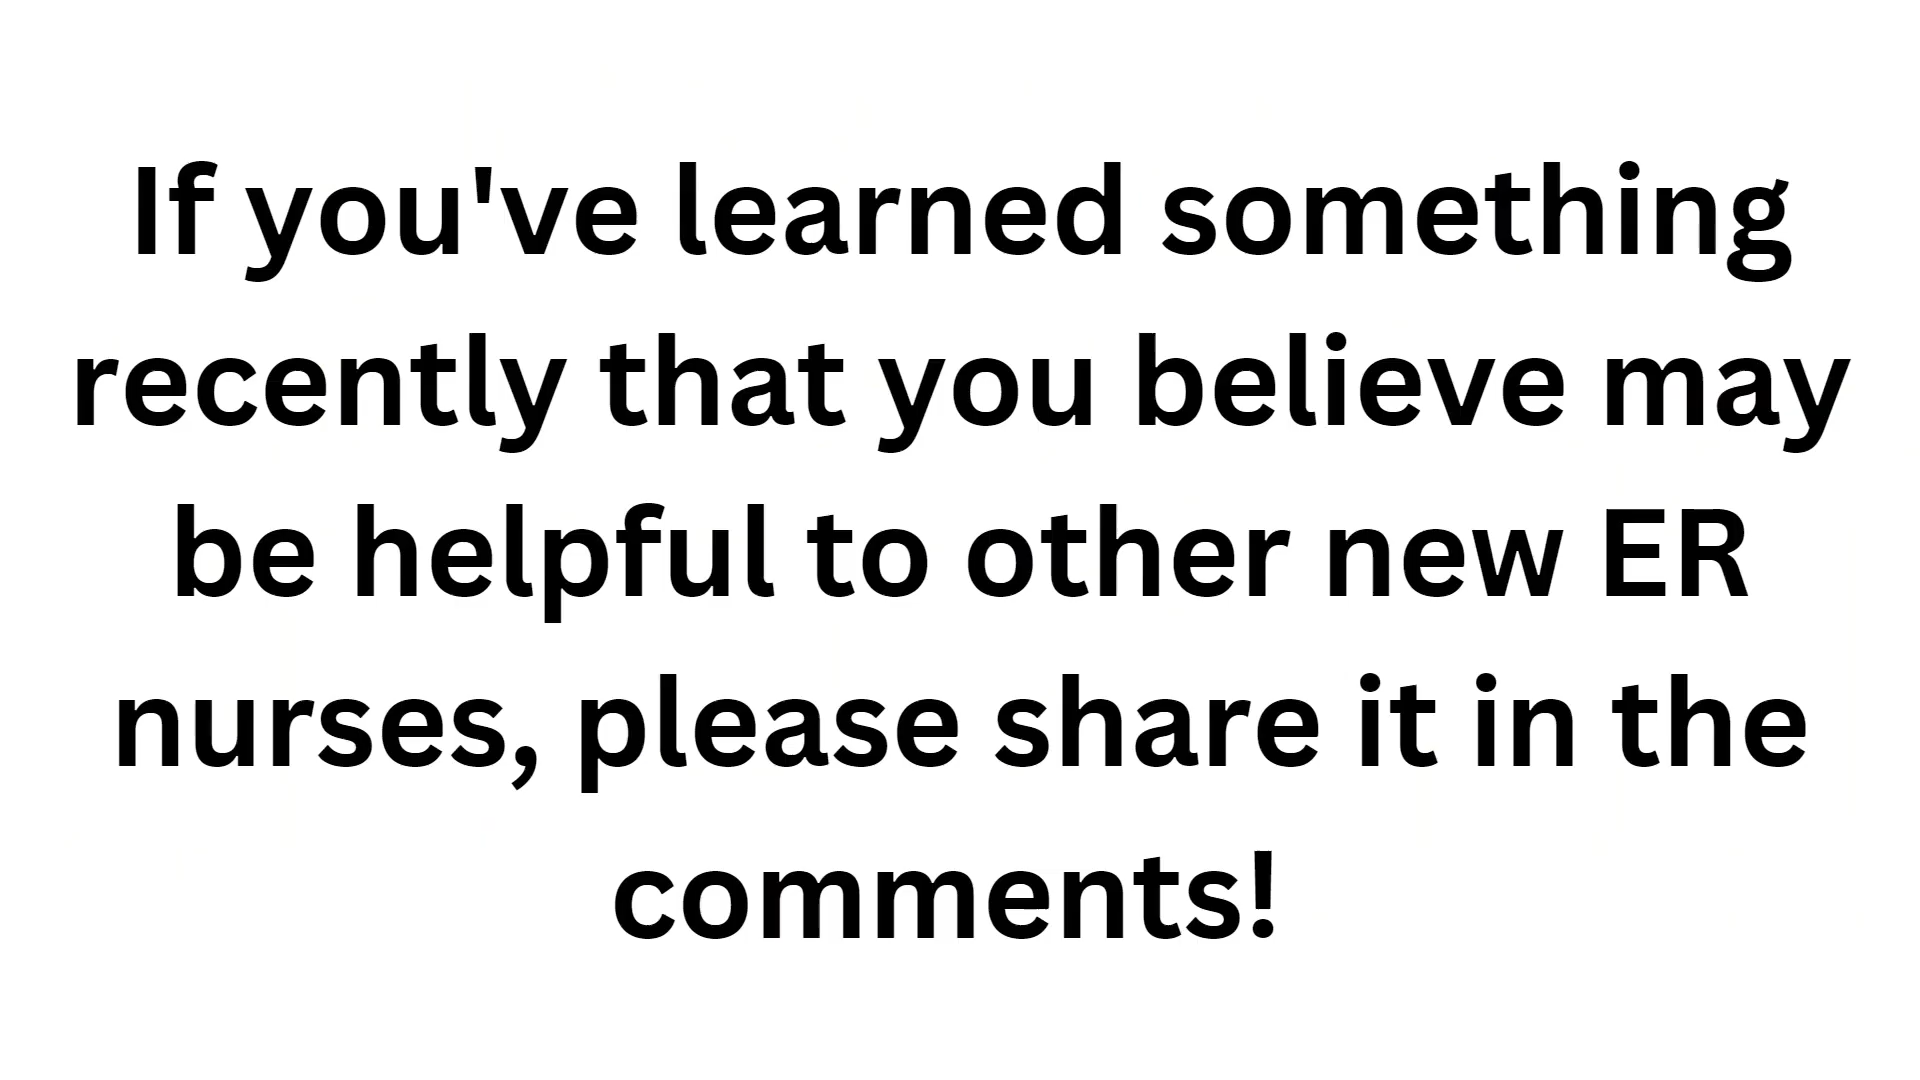 If you've learned something
recently that you believe may
be helpful to other new ER
nurses, please share it in the
comments!